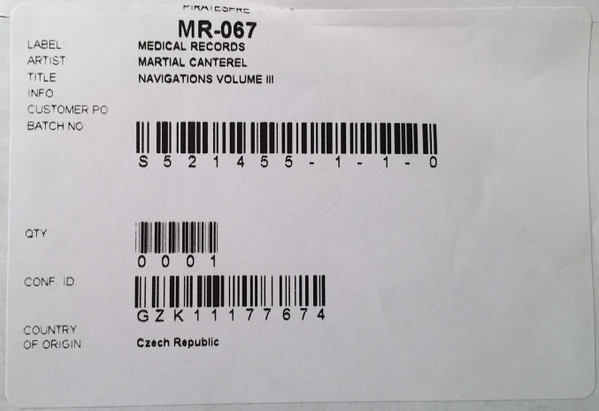 PIRATESPRE
MR-067
LABEL: MEDICAL RECORDS
ARTIST MARTIAL CANTEREL
TITLE NAVIGATIONS VOLUME III
INFO
CUSTOMER PO
BATCH NO
S521455-1-1-0
QTY
0001
CONF. ID.
GZK11177674
COUNTRY
OF ORIGIN Czech Republic